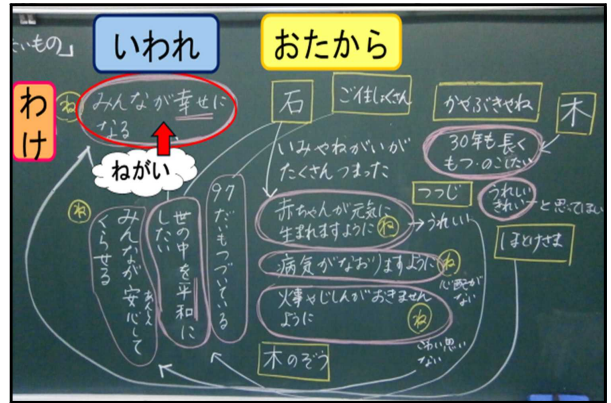 たいもの」
いわれ
おたから
わけ
ね
みんなが幸せに
なる
ねがい
石
ご住しょくさん
かやぶきやね
木
いみやねがいが
たくさんつまった
30年も長く
もつ・のこしたい
つつじ
うれしい
きれい
と思ってほしい
ほとけさま
赤ちゃんが元気に
生まれますように
ね
→うれしい
病気がなおりますように
ね
心配が
ない
火事やじしんがおきません
ように
ね
こわい思い
ない
木のぞう
97
だいもつづいている
世の中を平和に
したい
ね
みんなが安心して
あんしん
くらせる